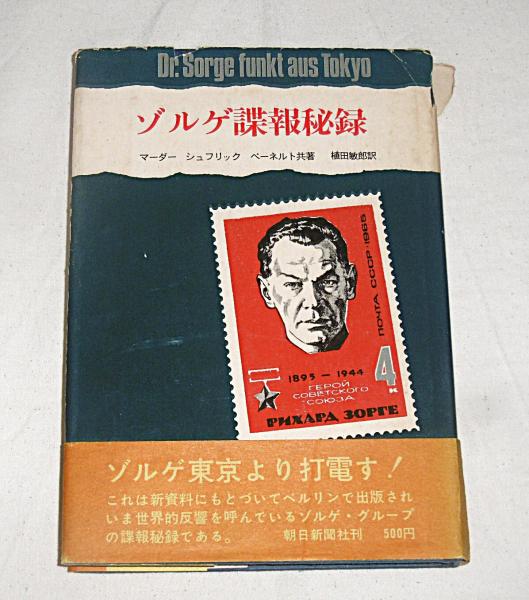 Dr. Sorge funkt aus Tokyo
ゾルゲ諜報秘録
マーダー シュフリック ベーネルト共著 植田敏郎訳
ПОЧТА СССР·1965
1895 — 1944
ГЕРОЙ
СОВЕТСКОГО
СОЮЗА
4
к
РИХАРД ЗОРГЕ
ゾルゲ東京より打電す!
これは新資料にもとづいてベルリンで出版され
いま世界的反響を呼んでいるゾルゲ・グループ
の諜報秘録である。 朝日新聞社刊 500円